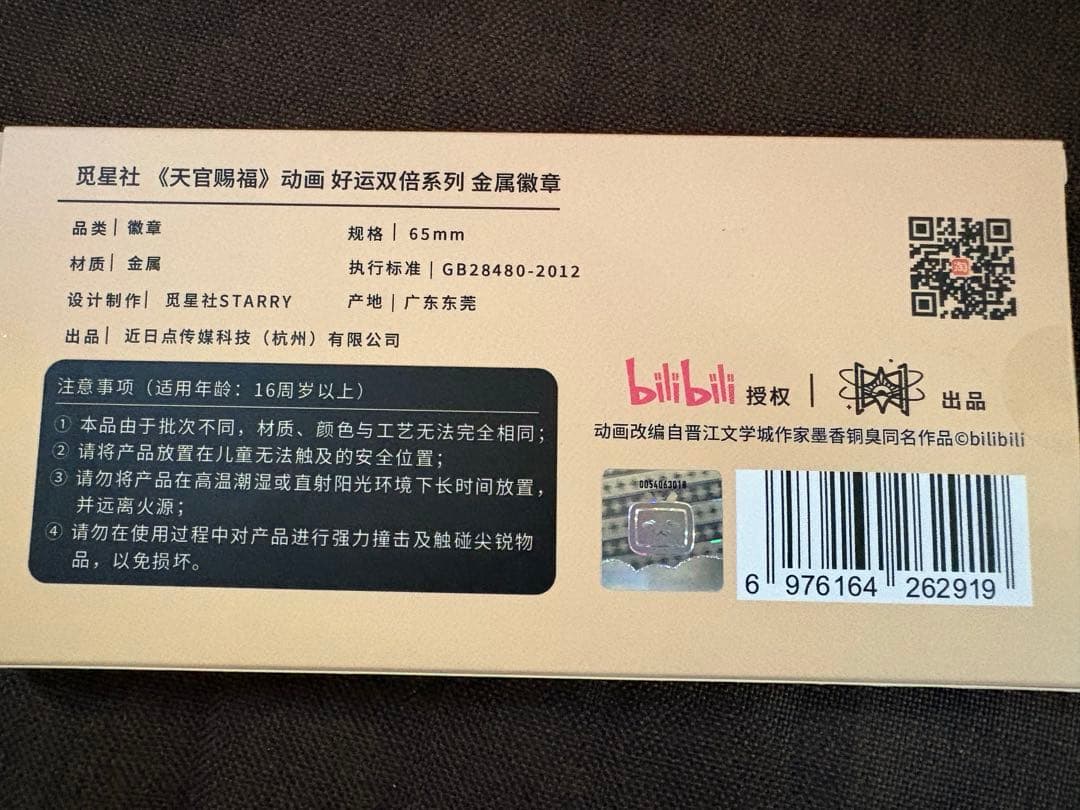 觅星社 《天官赐福》动画 好运双倍系列 金属徽章
品类| 徽章
规格 | 65mm
材质| 金属
执行标准 | GB28480-2012
设计制作| 觅星社STARRY
产地 | 广东东莞
出品| 近日点传媒科技（杭州）有限公司
注意事项（适用年龄：16周岁以上）
① 本品由于批次不同，材质、颜色与工艺无法完全相同；
② 请将产品放置在儿童无法触及的安全位置；
③ 请勿将产品在高温潮湿或直射阳光环境下长时间放置，
并远离火源；
④ 请勿在使用过程中对产品进行强力撞击及触碰尖锐物
品，以免损坏。
淘
bilibili 授权 | 出品
动画改编自晋江文学城作家墨香铜臭同名作品©bilibili
0054063018
6 976164 262919